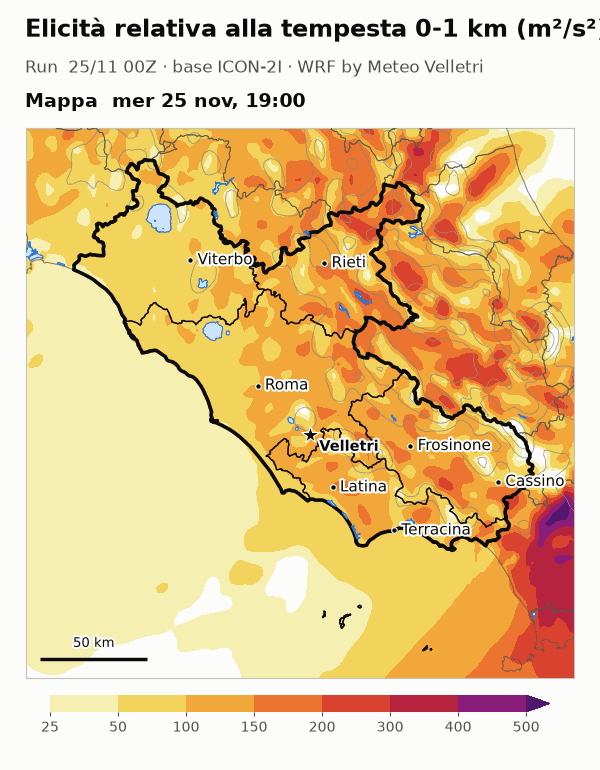 Elicità relativa alla tempesta 0-1 km (m²/s²)
Run  25/11 00Z · base ICON-2I · WRF by Meteo Velletri
Mappa  mer 25 nov, 19:00
Viterbo
Rieti
Roma
Velletri
Frosinone
Cassino
Latina
Terracina
50 km
25 50 100 150 200 300 400 500